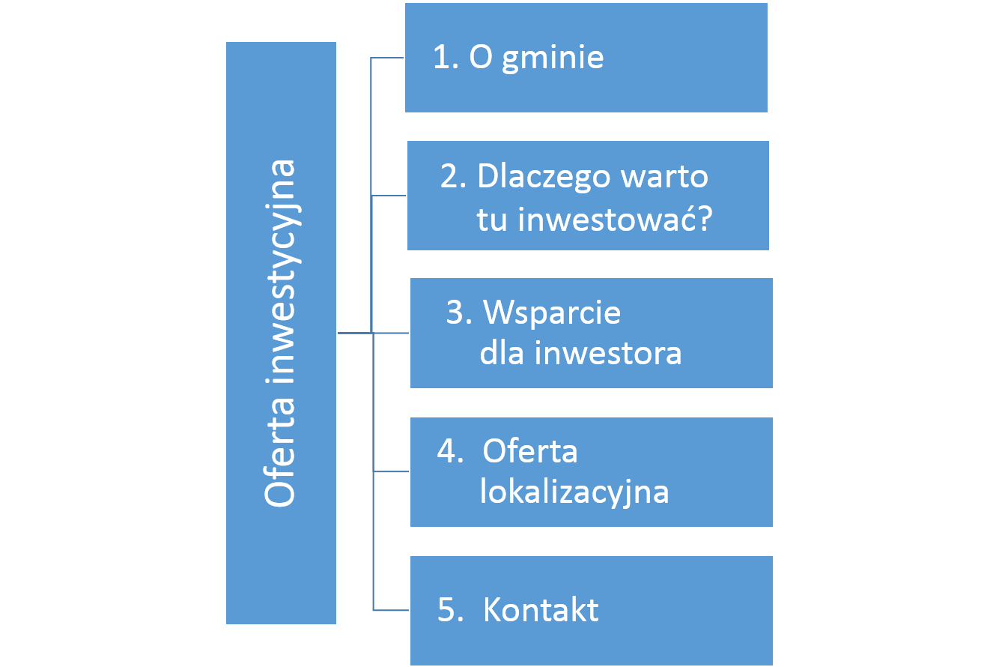 Oferta inwestycyjna
1. O gminie
2. Dlaczego warto
tu inwestować?
3. Wsparcie
dla inwestora
4. Oferta
lokalizacyjna
5. Kontakt